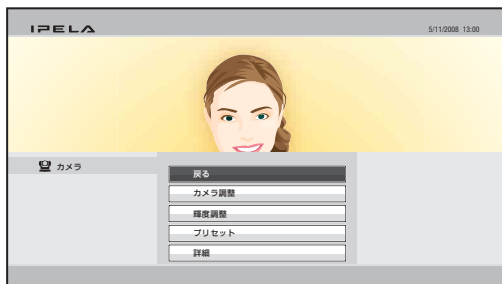 IPELA 5/11/2008 13:00
カメラ
戻る
カメラ調整
輝度調整
プリセット
詳細